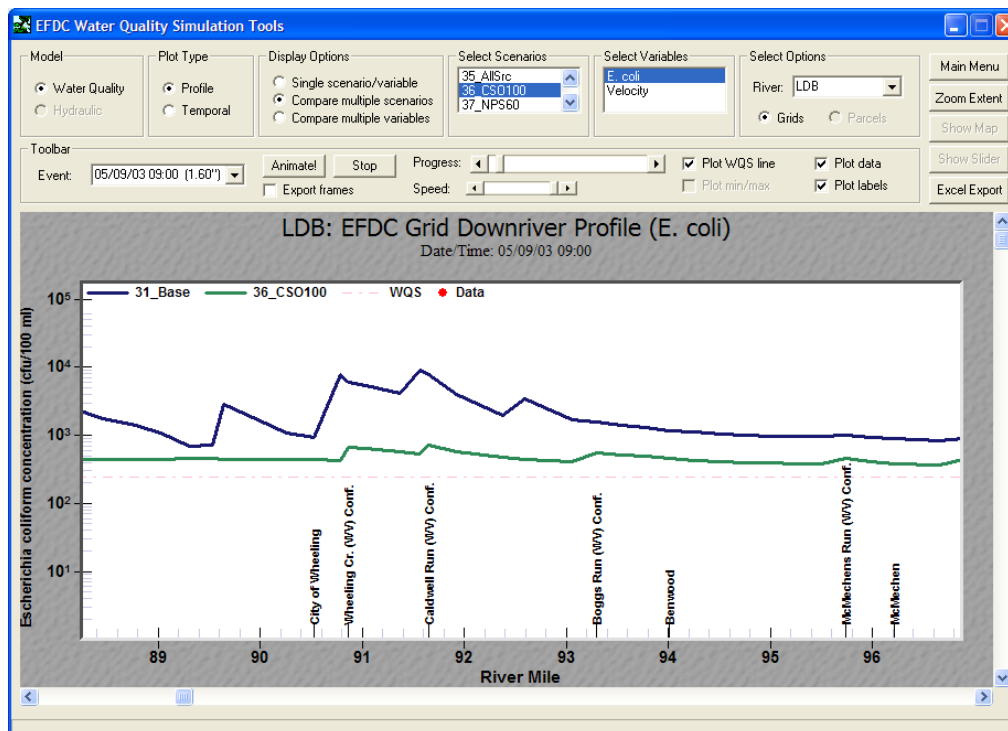 EFDC Water Quality Simulation Tools
Model
Water Quality
Hydraulic
Plot Type
Profile
Temporal
Display Options
Single scenario/variable
Compare multiple scenarios
Compare multiple variables
Select Scenarios
35_AllSrc
36_CSO100
37_NPS60
Select Variables
E. coli
Velocity
Select Options
River: LDB
Grids Parcels
Main Menu
Zoom Extent
Show Map
Show Slider
Excel Export
Toolbar
Event: 05/09/03 09:00 (1.60")
Animate! Stop
Export frames
Progress:
Speed:
Plot WQS line
Plot data
Plot min/max
Plot labels
LDB: EFDC Grid Downriver Profile (E. coli)
Date/Time: 05/09/03 09:00
31_Base 36_CSO100 WQS Data
Escherichia coliform concentration (cfu/100 ml)
10⁵
10⁴
10³
10²
10¹
City of Wheeling
Wheeling Cr. (WV) Conf.
Caldwell Run (WV) Conf.
Boggs Run (WV) Conf.
Benwood
McMechens Run (WV) Conf.
McMechen
89 90 91 92 93 94 95 96
River Mile